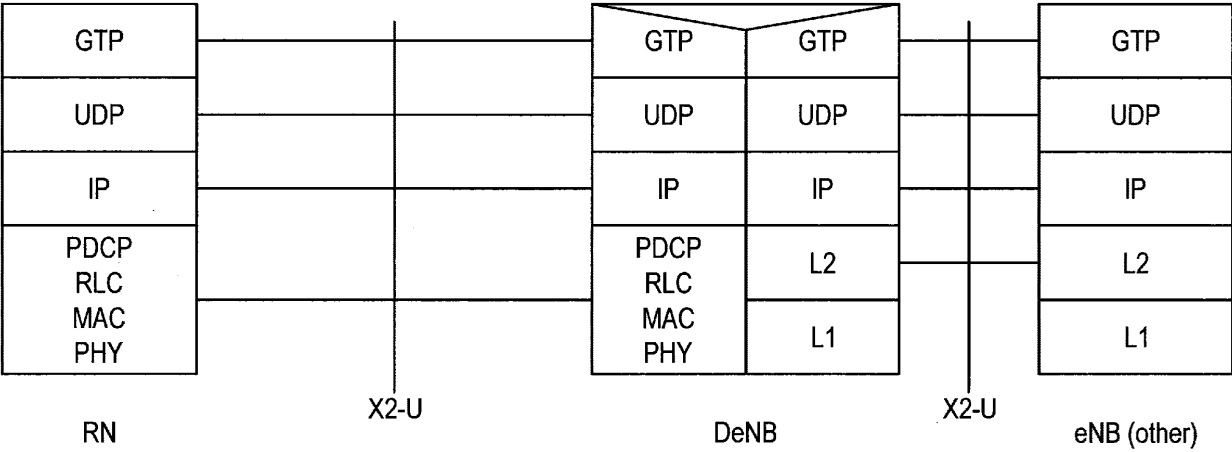 GTP GTP GTP GTP
UDP UDP UDP UDP
IP IP IP IP
PDCP PDCP
RLC RLC
MAC MAC
PHY PHY
L2 L2
L1 L1
X2-U X2-U
RN DeNB eNB (other)